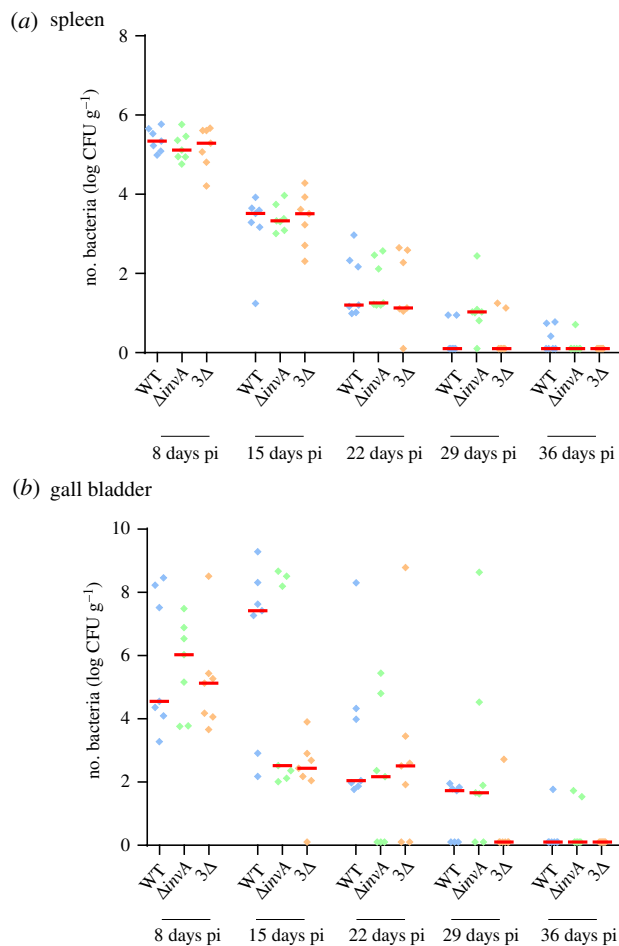 (a) spleen
8
6
4
2
0
no. bacteria (log CFU g⁻¹)
WT ΔinvA 3Δ WT ΔinvA 3Δ WT ΔinvA 3Δ WT ΔinvA 3Δ WT ΔinvA 3Δ
8 days pi 15 days pi 22 days pi 29 days pi 36 days pi
(b) gall bladder
10
8
6
4
2
0
no. bacteria (log CFU g⁻¹)
WT ΔinvA 3Δ WT ΔinvA 3Δ WT ΔinvA 3Δ WT ΔinvA 3Δ WT ΔinvA 3Δ
8 days pi 15 days pi 22 days pi 29 days pi 36 days pi